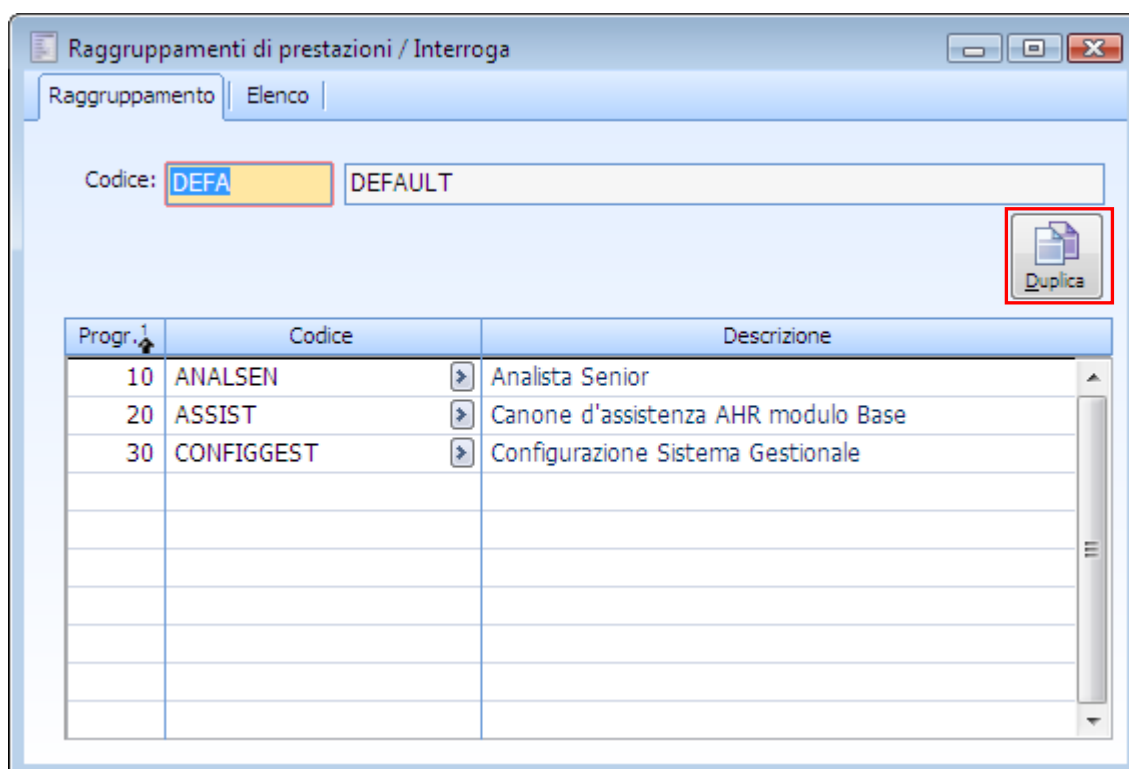 Raggruppamenti di prestazioni / Interroga
Raggruppamento Elenco
Codice: DEFA DEFAULT
Duplica
Progr. 1 Codice Descrizione
10 ANALSEN Analista Senior
20 ASSIST Canone d'assistenza AHR modulo Base
30 CONFIGGEST Configurazione Sistema Gestionale